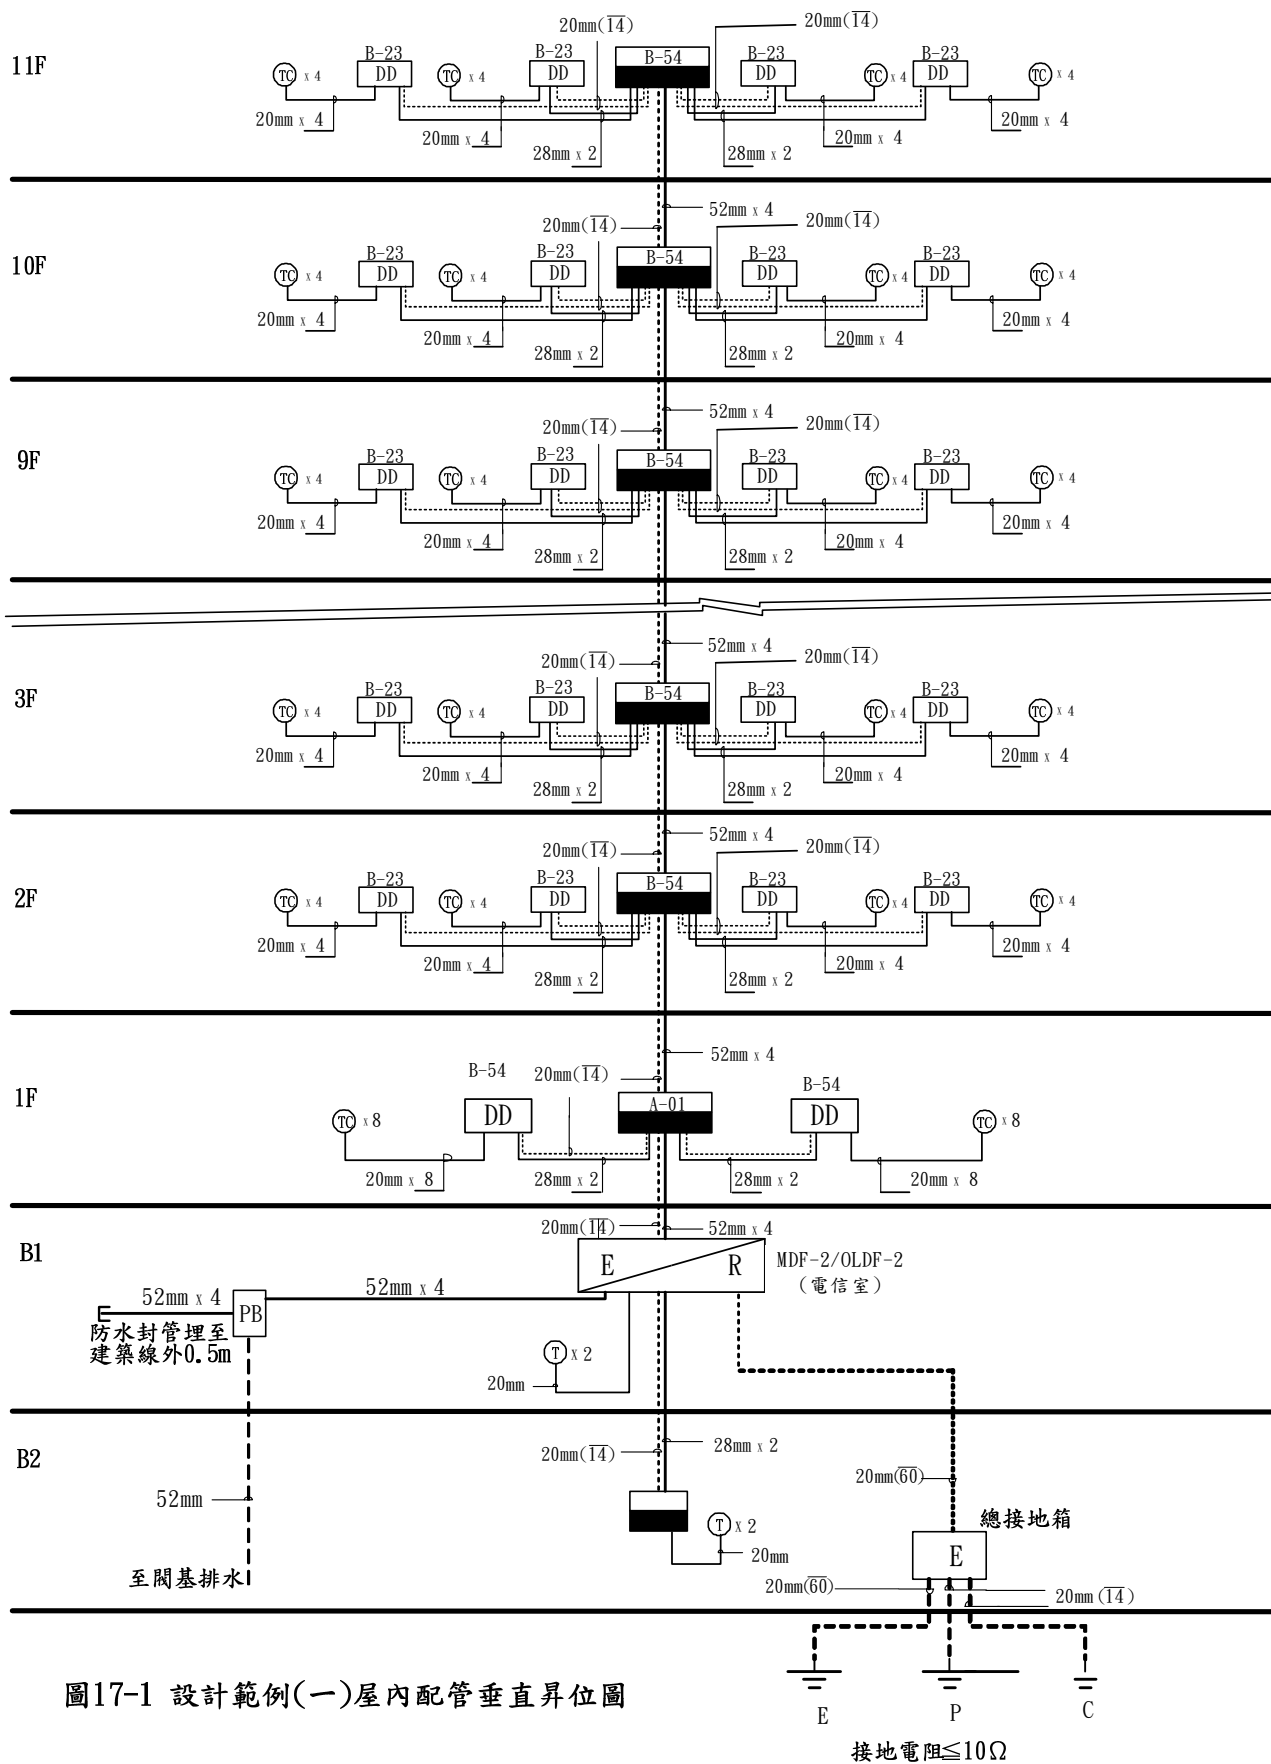 20mm(14) 20mm(14)
11F B-23 B-23 B-54 B-23 B-23
TC x 4 DD TC x 4 DD DD TC x 4 DD TC x 4
20mm x 4 20mm x 4 28mm x 2 28mm x 2 20mm x 4 20mm x 4
52mm x 4
20mm(14) 20mm(14)
10F B-23 B-23 B-54 B-23 B-23
TC x 4 DD TC x 4 DD DD TC x 4 DD TC x 4
20mm x 4 20mm x 4 28mm x 2 28mm x 2 20mm x 4 20mm x 4
52mm x 4
20mm(14) 20mm(14)
9F B-23 B-23 B-54 B-23 B-23
TC x 4 DD TC x 4 DD DD TC x 4 DD TC x 4
20mm x 4 20mm x 4 28mm x 2 28mm x 2 20mm x 4 20mm x 4
52mm x 4
20mm(14) 20mm(14)
3F B-23 B-23 B-54 B-23 B-23
TC x 4 DD TC x 4 DD DD TC x 4 DD TC x 4
20mm x 4 20mm x 4 28mm x 2 28mm x 2 20mm x 4 20mm x 4
52mm x 4
20mm(14) 20mm(14)
2F B-23 B-23 B-54 B-23 B-23
TC x 4 DD TC x 4 DD DD TC x 4 DD TC x 4
20mm x 4 20mm x 4 28mm x 2 28mm x 2 20mm x 4 20mm x 4
52mm x 4
B-54 20mm(14) B-54
1F A-01
TC x 8 DD DD TC x 8
20mm x 8 28mm x 2 28mm x 2 20mm x 8
20mm(14) 52mm x 4
B1 E R MDF-2/OLDF-2
(電信室)
52mm x 4 PB 52mm x 4
防水封管埋至
建築線外0.5m
T x 2
20mm
B2 20mm(14) 28mm x 2
20mm(60)
52mm
T x 2 總接地箱
20mm E
至閥基排水 20mm(60) 20mm(14)
圖17-1 設計範例(一)屋內配管垂直昇位圖
E P C
接地電阻≦10Ω